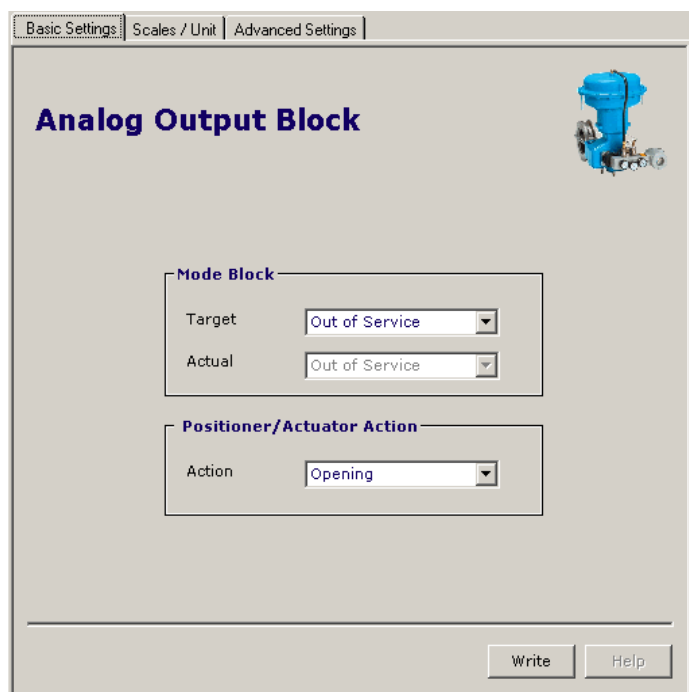 Basic Settings Scales / Unit Advanced Settings
Analog Output Block
Mode Block
Target Out of Service
Actual Out of Service
Positioner/Actuator Action
Action Opening
Write Help